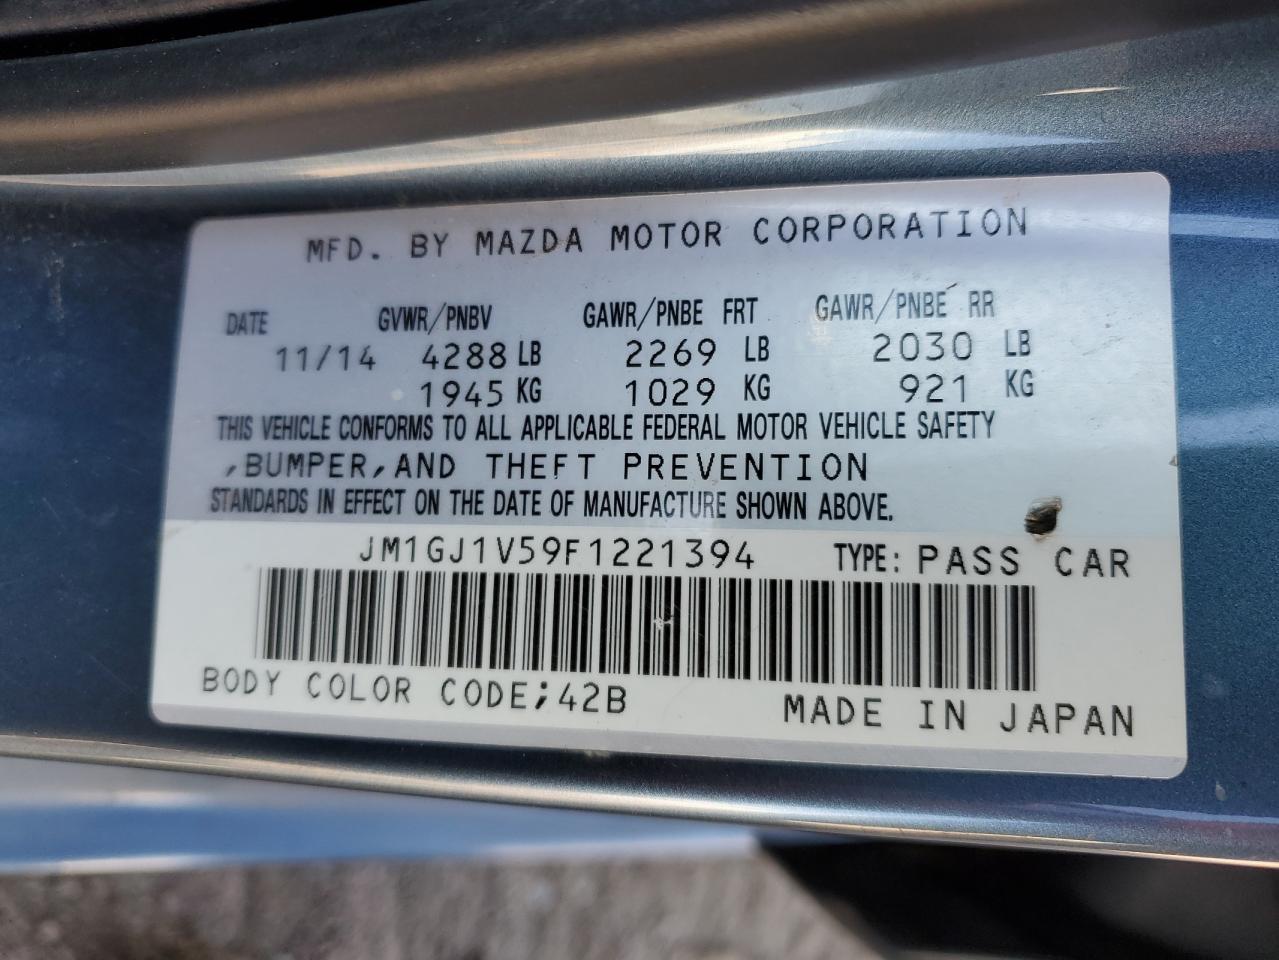 MFD. BY MAZDA MOTOR CORPORATION
DATE GVWR/PNBV GAWR/PNBE FRT GAWR/PNBE RR
11/14 4288 LB 2269 LB 2030 LB
1945 KG 1029 KG 921 KG
THIS VEHICLE CONFORMS TO ALL APPLICABLE FEDERAL MOTOR VEHICLE SAFETY
,BUMPER,AND THEFT PREVENTION
STANDARDS IN EFFECT ON THE DATE OF MANUFACTURE SHOWN ABOVE.
JM1GJ1V59F1221394 TYPE: PASS CAR
BODY COLOR CODE;42B MADE IN JAPAN